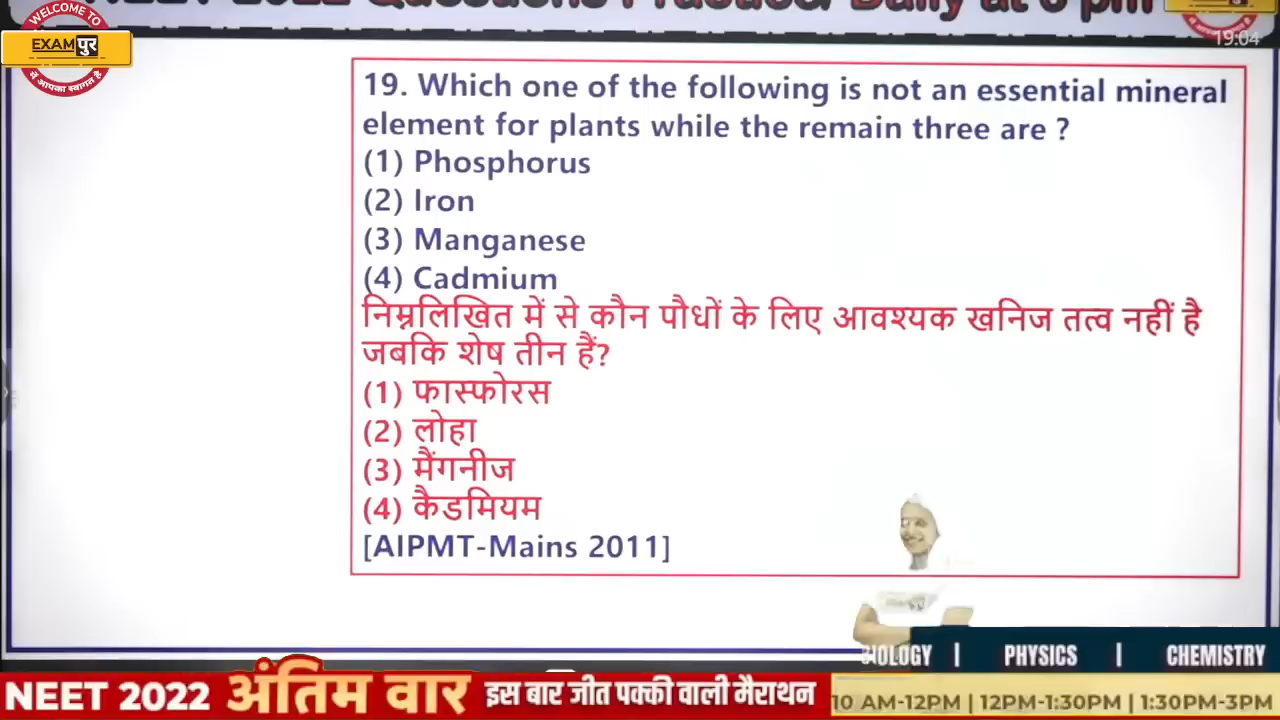 WELCOME TO
EXAMपुर
में आपका स्वागत है
19:04
19. Which one of the following is not an essential mineral
element for plants while the remain three are ?
(1) Phosphorus
(2) Iron
(3) Manganese
(4) Cadmium
निम्नलिखित में से कौन पौधों के लिए आवश्यक खनिज तत्व नहीं है
जबकि शेष तीन हैं?
(1) फास्फोरस
(2) लोहा
(3) मैंगनीज
(4) कैडमियम
[AIPMT-Mains 2011]
BIOLOGY | PHYSICS | CHEMISTRY
NEET 2022 अंतिम वार इस बार जीत पक्की वाली मैराथन
10 AM-12PM | 12PM-1:30PM | 1:30PM-3PM